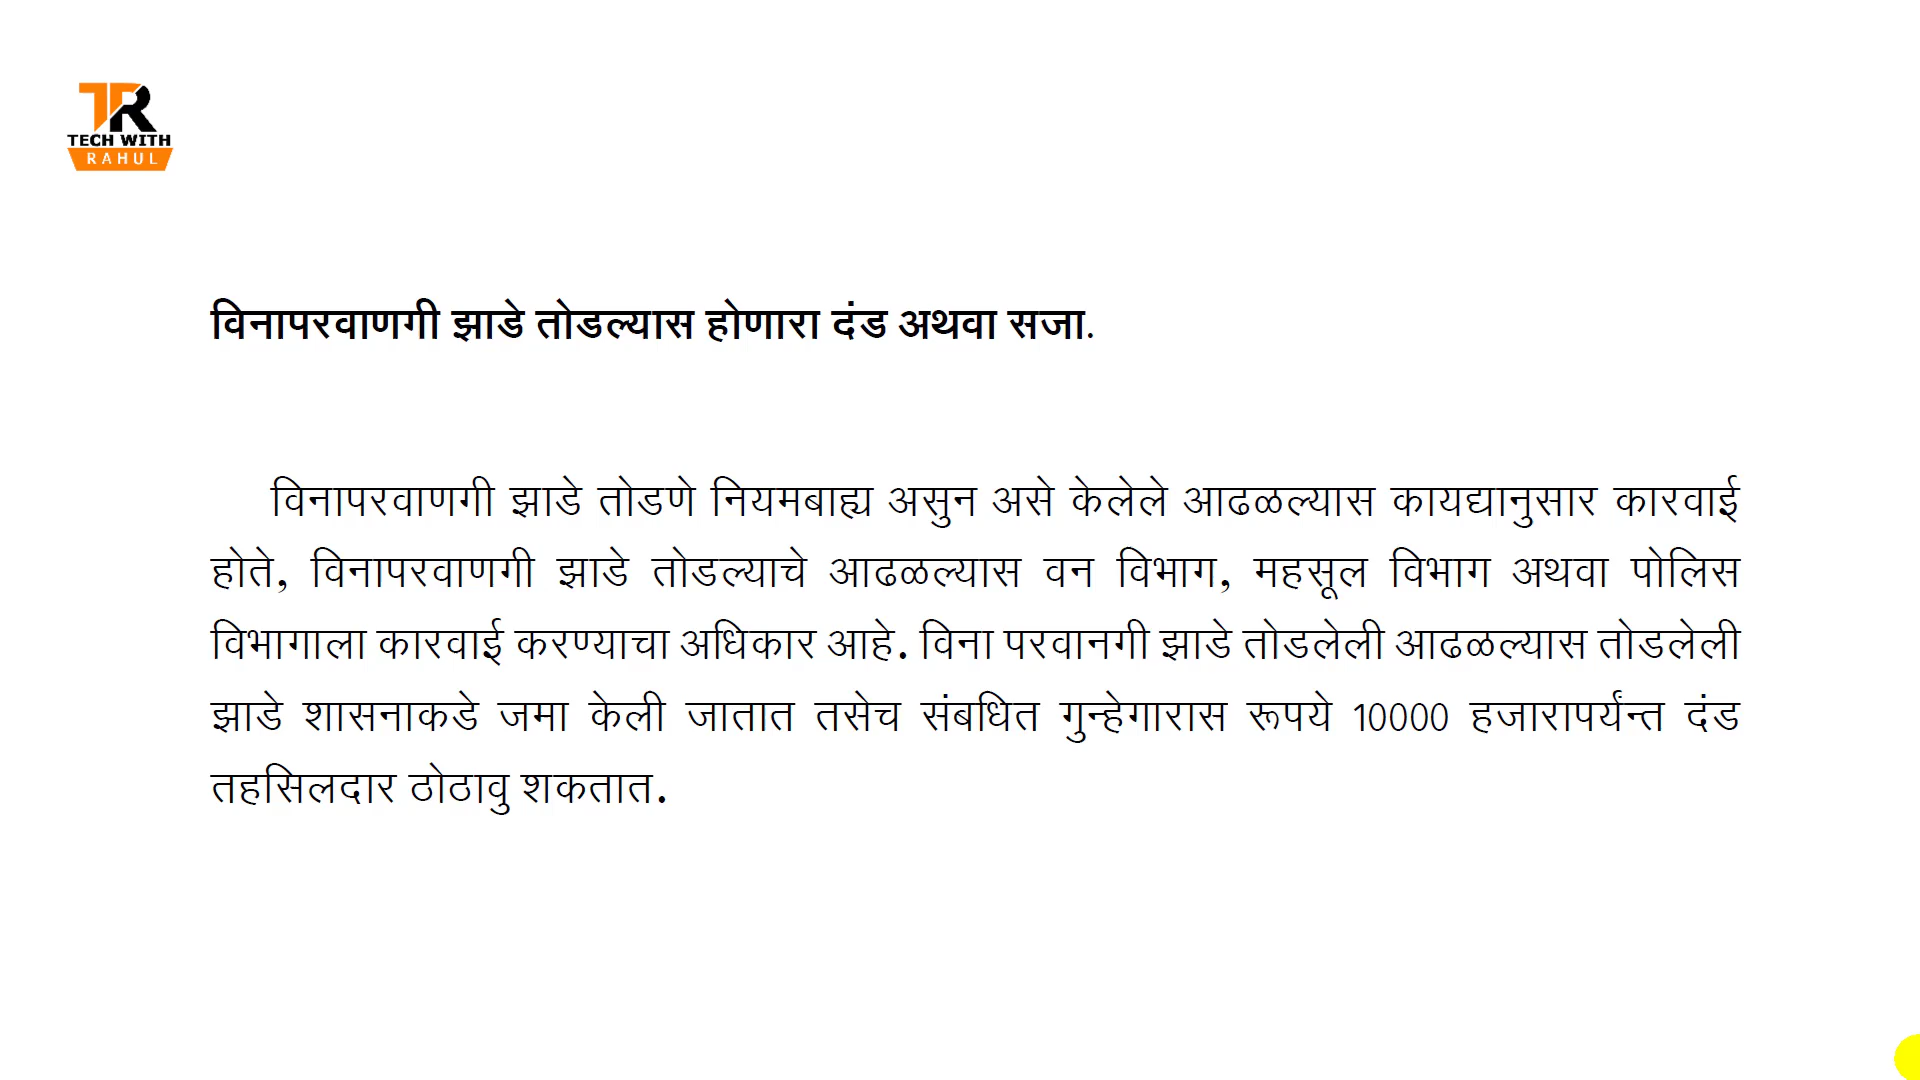 TR
TECH WITH
RAHUL
विनापरवाणगी झाडे तोडल्यास होणारा दंड अथवा सजा.
विनापरवाणगी झाडे तोडणे नियमबाह्य असुन असे केलेले आढळल्यास कायद्यानुसार कारवाई
होते, विनापरवाणगी झाडे तोडल्याचे आढळल्यास वन विभाग, महसूल विभाग अथवा पोलिस
विभागाला कारवाई करण्याचा अधिकार आहे. विना परवानगी झाडे तोडलेली आढळल्यास तोडलेली
झाडे शासनाकडे जमा केली जातात तसेच संबधित गुन्हेगारास रूपये 10000 हजारापर्यंन्त दंड
तहसिलदार ठोठावु शकतात.